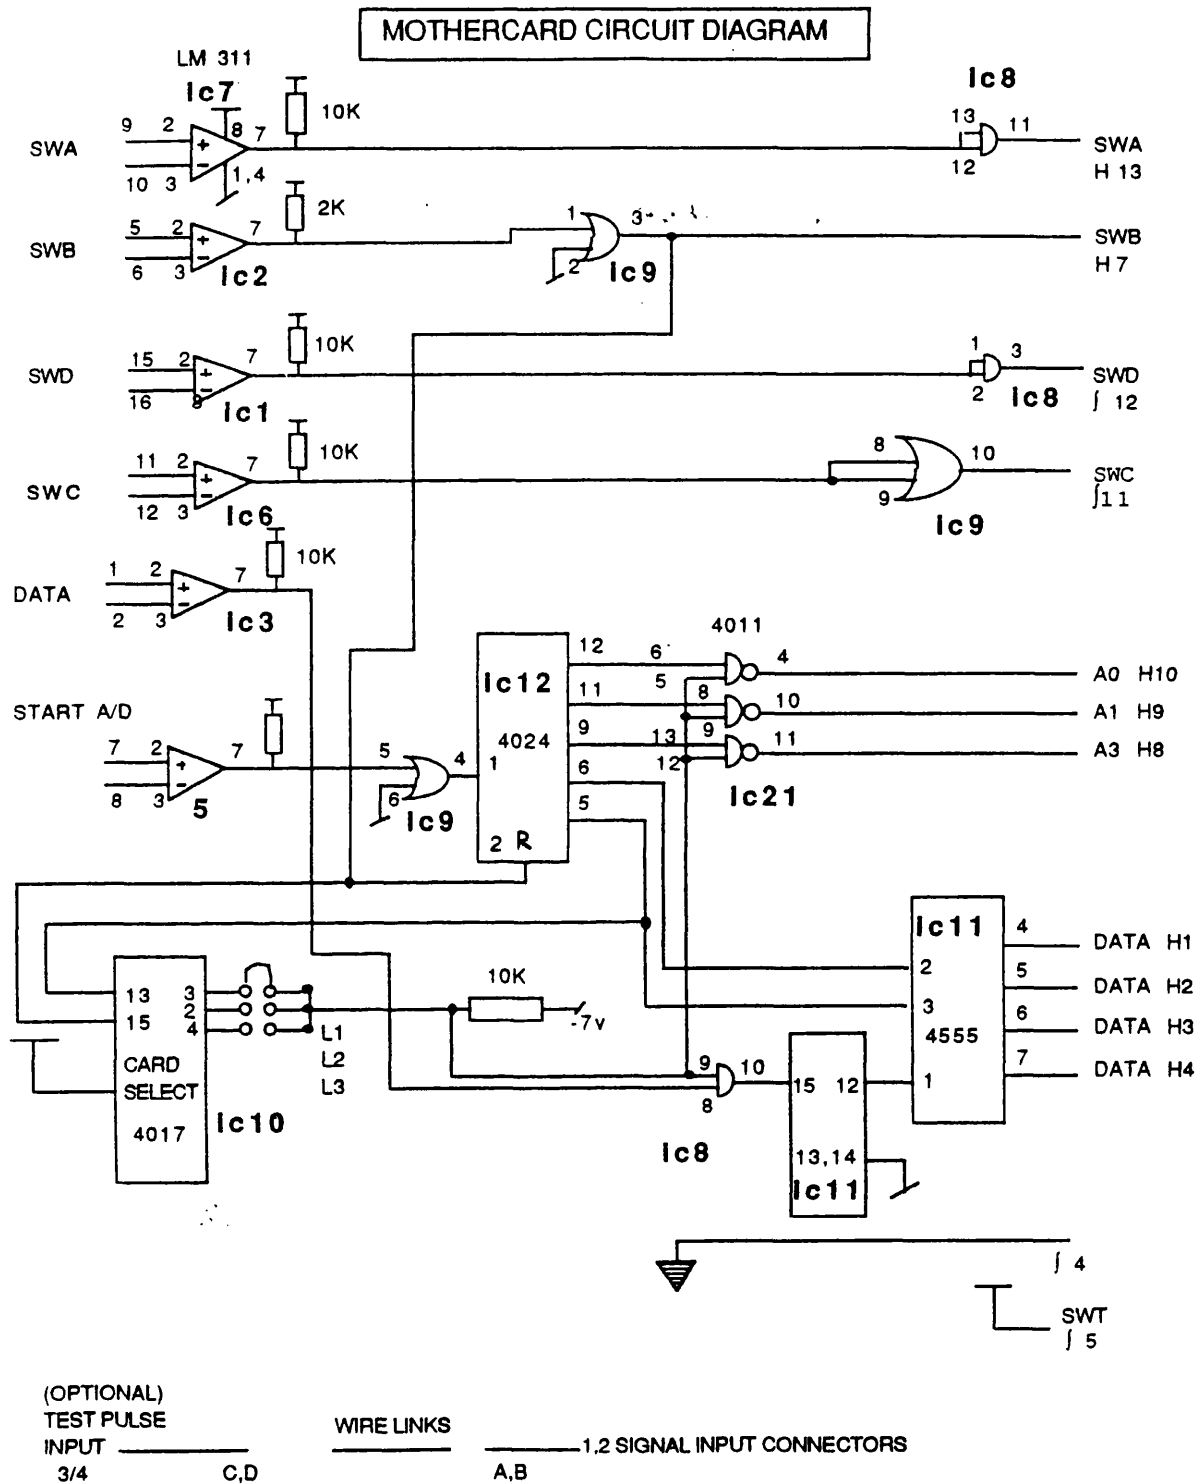 MOTHERCARD CIRCUIT DIAGRAM
LM 311
Ic7
10K
Ic8
SWA
9 2
10 3
+
−
8 7
1,4
13
12
11
SWA
H 13
2K
SWB
5 2
6 3
+
−
7
Ic2
1
2
3
Ic9
SWB
H 7
10K
SWD
15 2
16
+
−
7
Ic1
1
2
3
Ic8
SWD
∫ 12
10K
SWC
11 2
12 3
+
−
7
Ic6
8
9
10
Ic9
SWC
∫11
10K
DATA
1 2
2 3
+
−
7
Ic3
START A/D
7 2
8 3
+
−
7
5
5
6
4
Ic9
Ic12
4024
1
2 R
12
11
9
6
5
4011
6
5
4
A0 H10
8
9
10
A1 H9
13
12
11
A3 H8
Ic21
13 3
15 2
4
CARD
SELECT
4017
Ic10
L1
L2
L3
10K
-7v
9
8
10
Ic8
15 12
13,14
Ic11
Ic11
2
3
4555
1
4
DATA H1
5
DATA H2
6
DATA H3
7
DATA H4
∫ 4
SWT
∫ 5
(OPTIONAL)
TEST PULSE
INPUT
3/4 C,D
WIRE LINKS
A,B
1,2 SIGNAL INPUT CONNECTORS